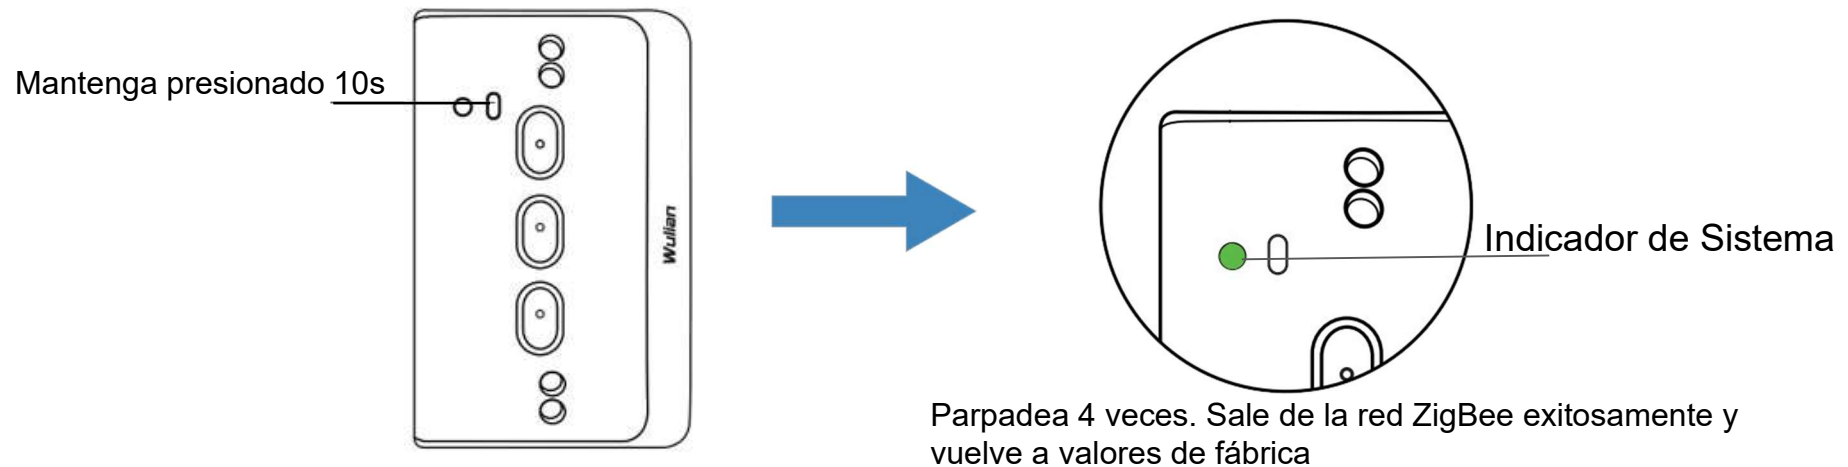 Mantenga presionado 10s
Wulian
Indicador de Sistema
Parpadea 4 veces. Sale de la red ZigBee exitosamente y
vuelve a valores de fábrica